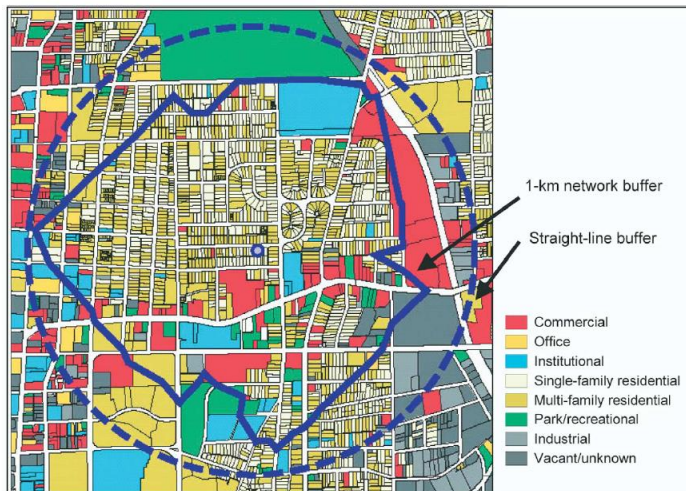 1-km network buffer
Straight-line buffer
Commercial
Office
Institutional
Single-family residential
Multi-family residential
Park/recreational
Industrial
Vacant/unknown